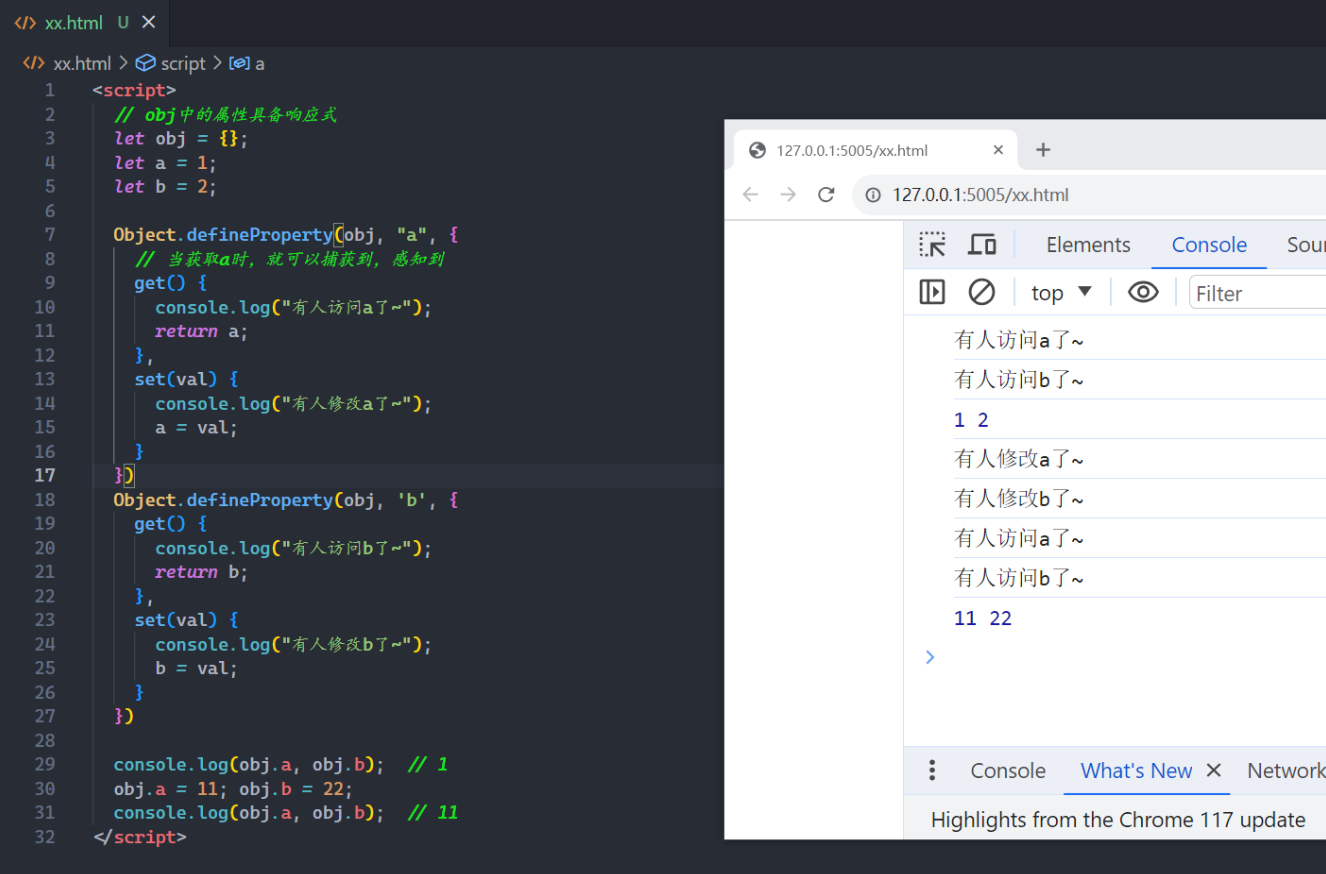 xx.html U
xx.html > script > a
1 <script>
2 // obj中的属性具备响应式
3 let obj = {};
4 let a = 1;
5 let b = 2;
6
7 Object.defineProperty(obj, "a", {
8 // 当获取a时，就可以捕获到，感知到
9 get() {
10 console.log("有人访问a了~");
11 return a;
12 },
13 set(val) {
14 console.log("有人修改a了~");
15 a = val;
16 }
17 })
18 Object.defineProperty(obj, 'b', {
19 get() {
20 console.log("有人访问b了~");
21 return b;
22 },
23 set(val) {
24 console.log("有人修改b了~");
25 b = val;
26 }
27 })
28
29 console.log(obj.a, obj.b); // 1
30 obj.a = 11; obj.b = 22;
31 console.log(obj.a, obj.b); // 11
32 </script>
127.0.0.1:5005/xx.html
127.0.0.1:5005/xx.html
Elements Console Sour
top Filter
有人访问a了~
有人访问b了~
1 2
有人修改a了~
有人修改b了~
有人访问a了~
有人访问b了~
11 22
Console What's New Network
Highlights from the Chrome 117 update